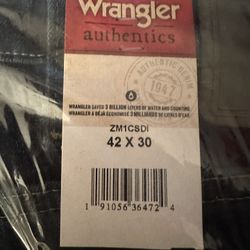 Wrangler
authentics
AUTHENTIC DENIM
1947
WRANGLER SAVED 3 BILLION LITERS OF WATER AND COUNTING.
WRANGLER A DÉJÀ ÉCONOMISÉ 3 MILLIARDS DE LITRES D'EAU.
ZM1CSDI
42 X 30
1 91056 36472 4